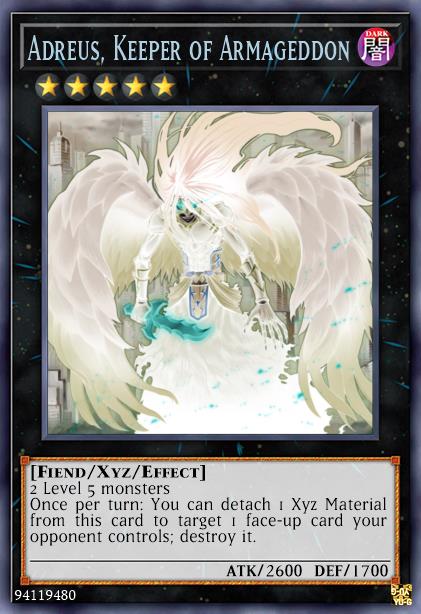 ADREUS, KEEPER OF ARMAGEDDON
DARK
闇
[FIEND/XYZ/EFFECT]
2 Level 5 monsters
Once per turn: You can detach 1 Xyz Material
from this card to target 1 face-up card your
opponent controls; destroy it.
ATK/2600 DEF/1700
94119480